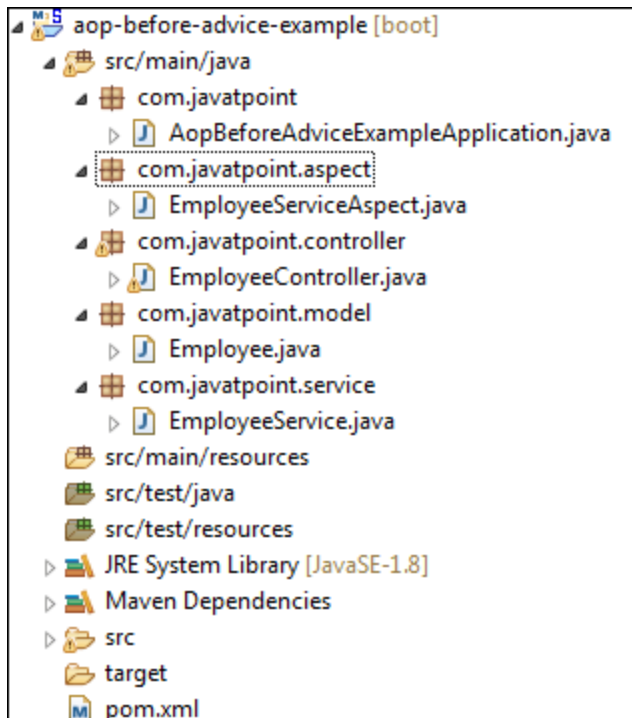 aop-before-advice-example [boot]
src/main/java
com.javatpoint
AopBeforeAdviceExampleApplication.java
com.javatpoint.aspect
EmployeeServiceAspect.java
com.javatpoint.controller
EmployeeController.java
com.javatpoint.model
Employee.java
com.javatpoint.service
EmployeeService.java
src/main/resources
src/test/java
src/test/resources
JRE System Library [JavaSE-1.8]
Maven Dependencies
src
target
pom.xml